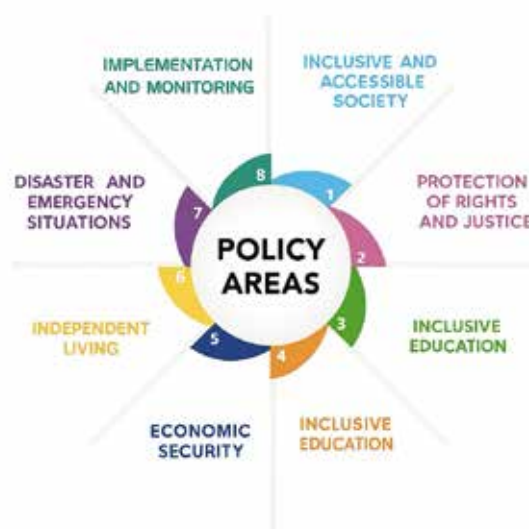 POLICY
AREAS
1
INCLUSIVE AND
ACCESSIBLE
SOCIETY
2
PROTECTION
OF RIGHTS
AND JUSTICE
3
INCLUSIVE
EDUCATION
4
INCLUSIVE
EDUCATION
5
ECONOMIC
SECURITY
6
INDEPENDENT
LIVING
7
DISASTER AND
EMERGENCY
SITUATIONS
8
IMPLEMENTATION
AND MONITORING